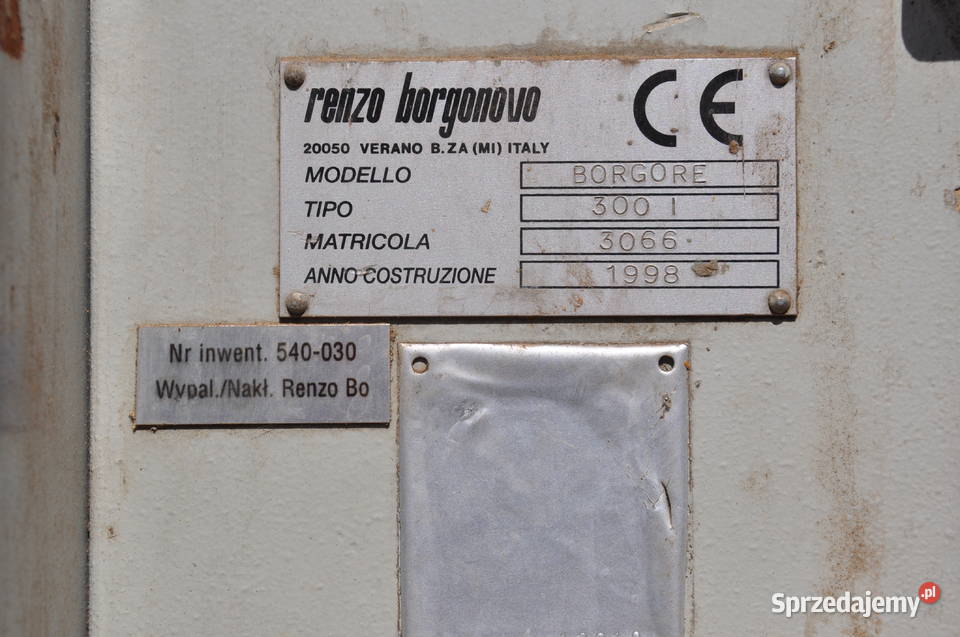 renzo borgonovo
CE
20050 VERANO B.ZA (MI) ITALY
MODELLO BORGORE
TIPO 300 I
MATRICOLA 3066
ANNO COSTRUZIONE 1998
Nr inwent. 540-030
Wypal./Nakł. Renzo Bo
Sprzedajemy.pl